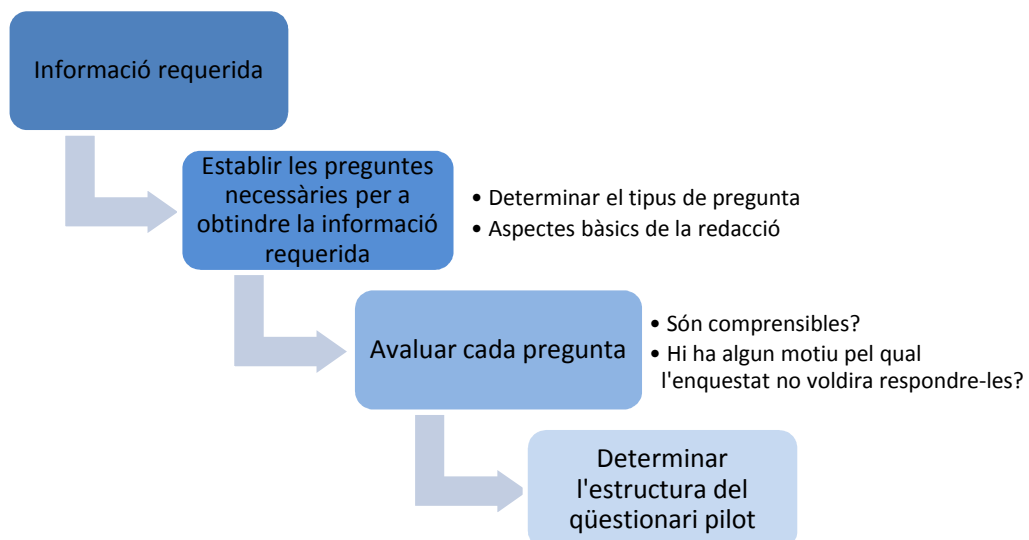 Informació requerida
Establir les preguntes
necessàries per a
obtindre la informació
requerida
• Determinar el tipus de pregunta
• Aspectes bàsics de la redacció
Avaluar cada pregunta
• Són comprensibles?
• Hi ha algun motiu pel qual
l'enquestat no voldira respondre-les?
Determinar
l'estructura del
qüestionari pilot